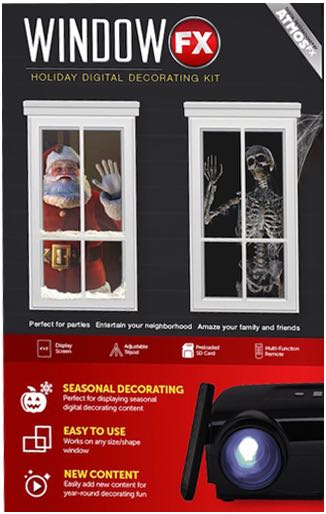 WINDOW FX
ATMOSFX
HOLIDAY DIGITAL DECORATING KIT
Perfect for parties Entertain your neighborhood Amaze your family and friends
Display
Screen
Adjustable
Tripod
Preloaded
SD Card
Multi-Function
Remote
SEASONAL DECORATING
Perfect for displaying seasonal
digital decorating content
EASY TO USE
Works on any size/shape
window
NEW CONTENT
Easily add new content for
year-round decorating fun